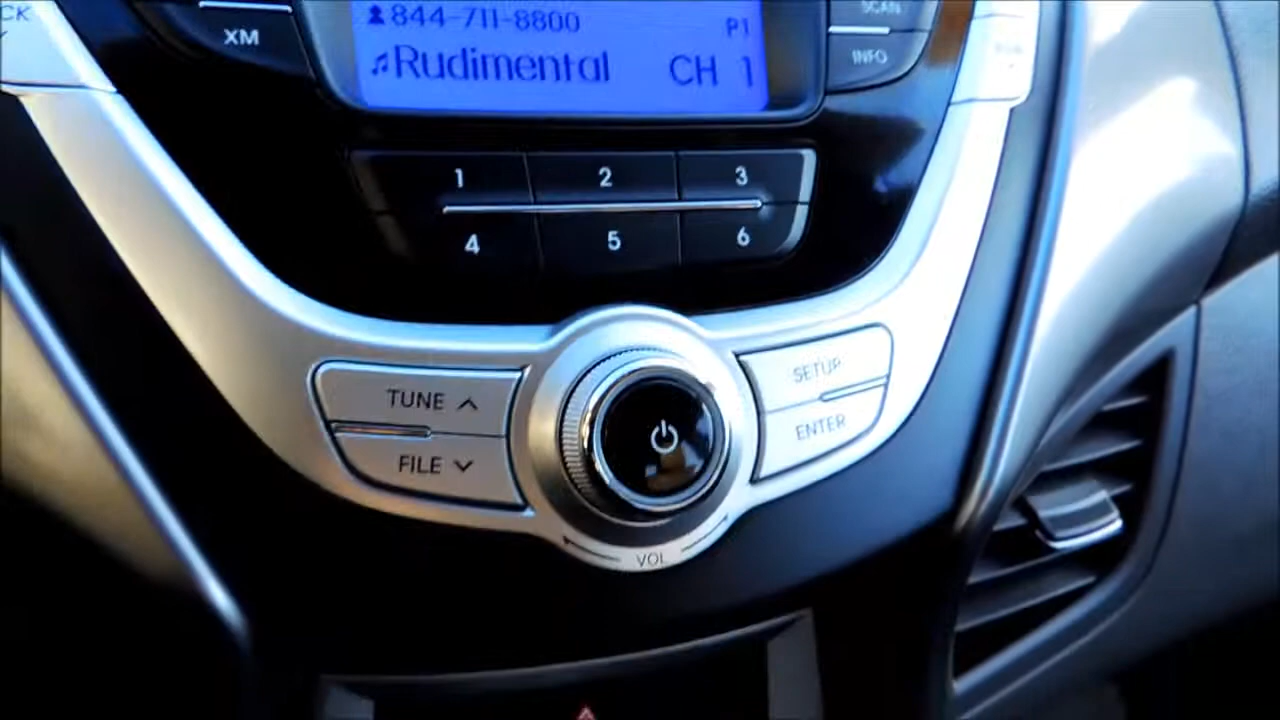 CK
844-711-8800
P1
Rudimental CH 1
XM
SCAN
INFO
1 2 3
4 5 6
TUNE
FILE
SETUP
ENTER
VOL